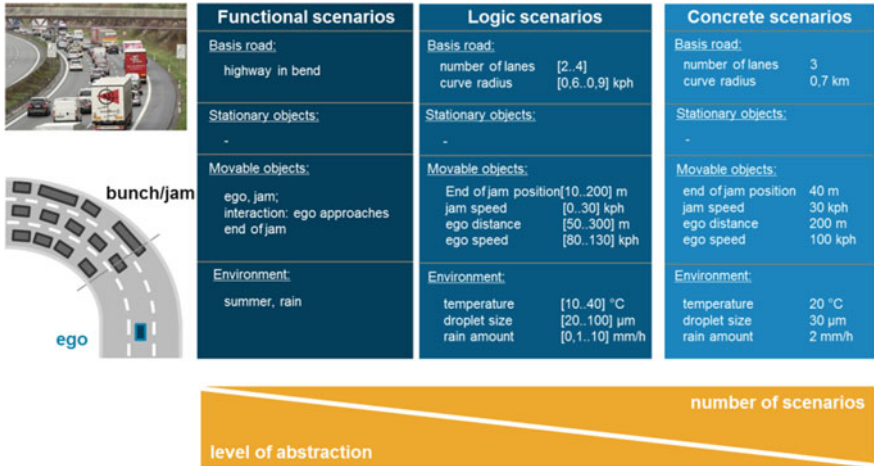 Functional scenarios
Basis road:
highway in bend
Stationary objects:
-
Movable objects:
ego, jam;
interaction: ego approaches
end of jam
Environment:
summer, rain
Logic scenarios
Basis road:
number of lanes [2..4]
curve radius [0,6..0,9] kph
Stationary objects:
-
Movable objects:
End of jam position[10..200] m
jam speed [0..30] kph
ego distance [50..300] m
ego speed [80..130] kph
Environment:
temperature [10..40] °C
droplet size [20..100] µm
rain amount [0,1..10] mm/h
Concrete scenarios
Basis road:
number of lanes 3
curve radius 0,7 km
Stationary objects:
-
Movable objects:
end of jam position 40 m
jam speed 30 kph
ego distance 200 m
ego speed 100 kph
Environment:
temperature 20 °C
droplet size 30 µm
rain amount 2 mm/h
bunch/jam
ego
number of scenarios
level of abstraction